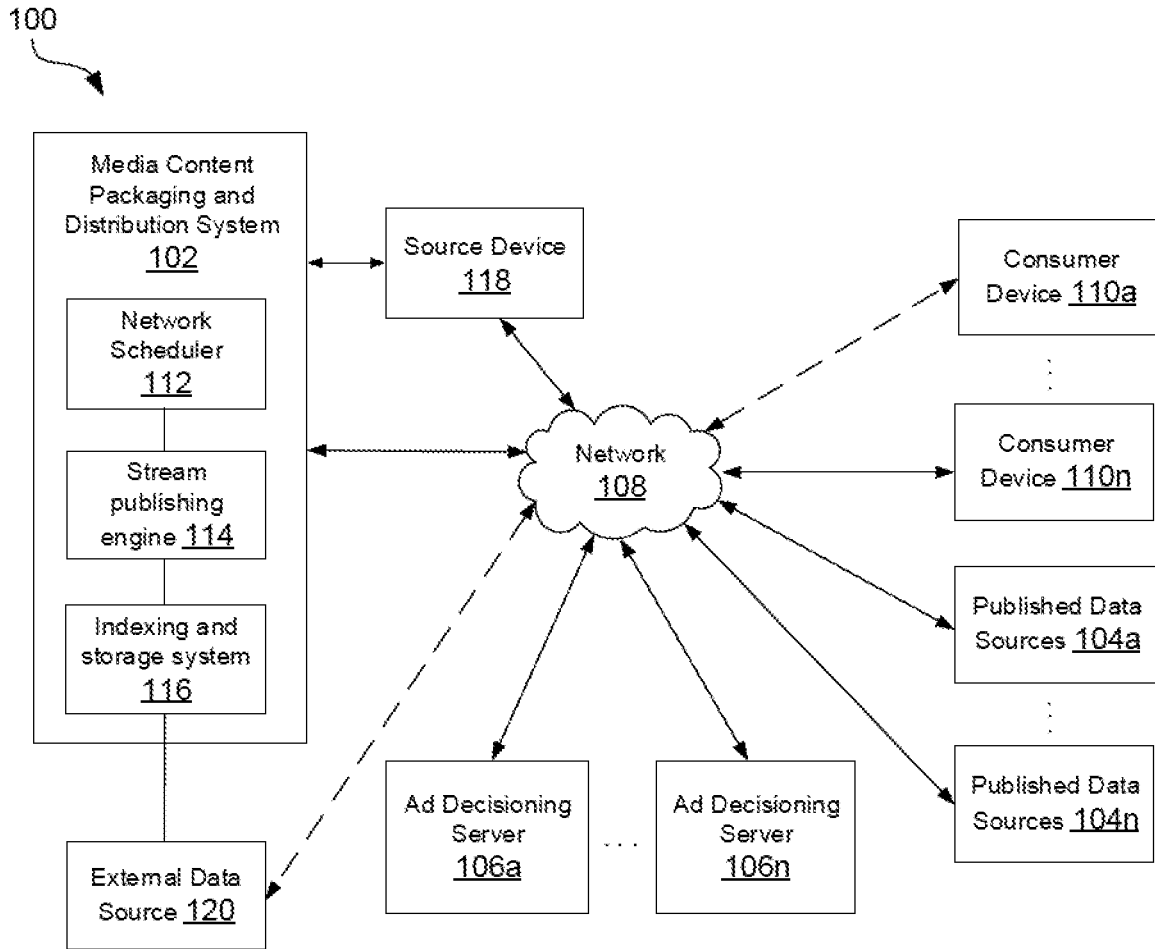 100
Media Content
Packaging and
Distribution System
102
Network
Scheduler
112
Stream
publishing
engine 114
Indexing and
storage system
116
External Data
Source 120
Source Device
118
Network
108
Ad Decisioning
Server
106a
. . .
Ad Decisioning
Server
106n
Consumer
Device 110a
Consumer
Device 110n
Published Data
Sources 104a
Published Data
Sources 104n